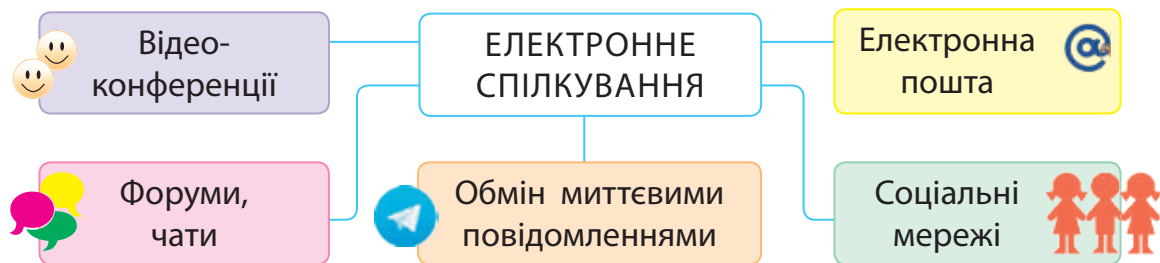 Відео-
конференції
ЕЛЕКТРОННЕ
СПІЛКУВАННЯ
Електронна
пошта
@
Форуми,
чати
Обмін миттєвими
повідомленнями
Соціальні
мережі